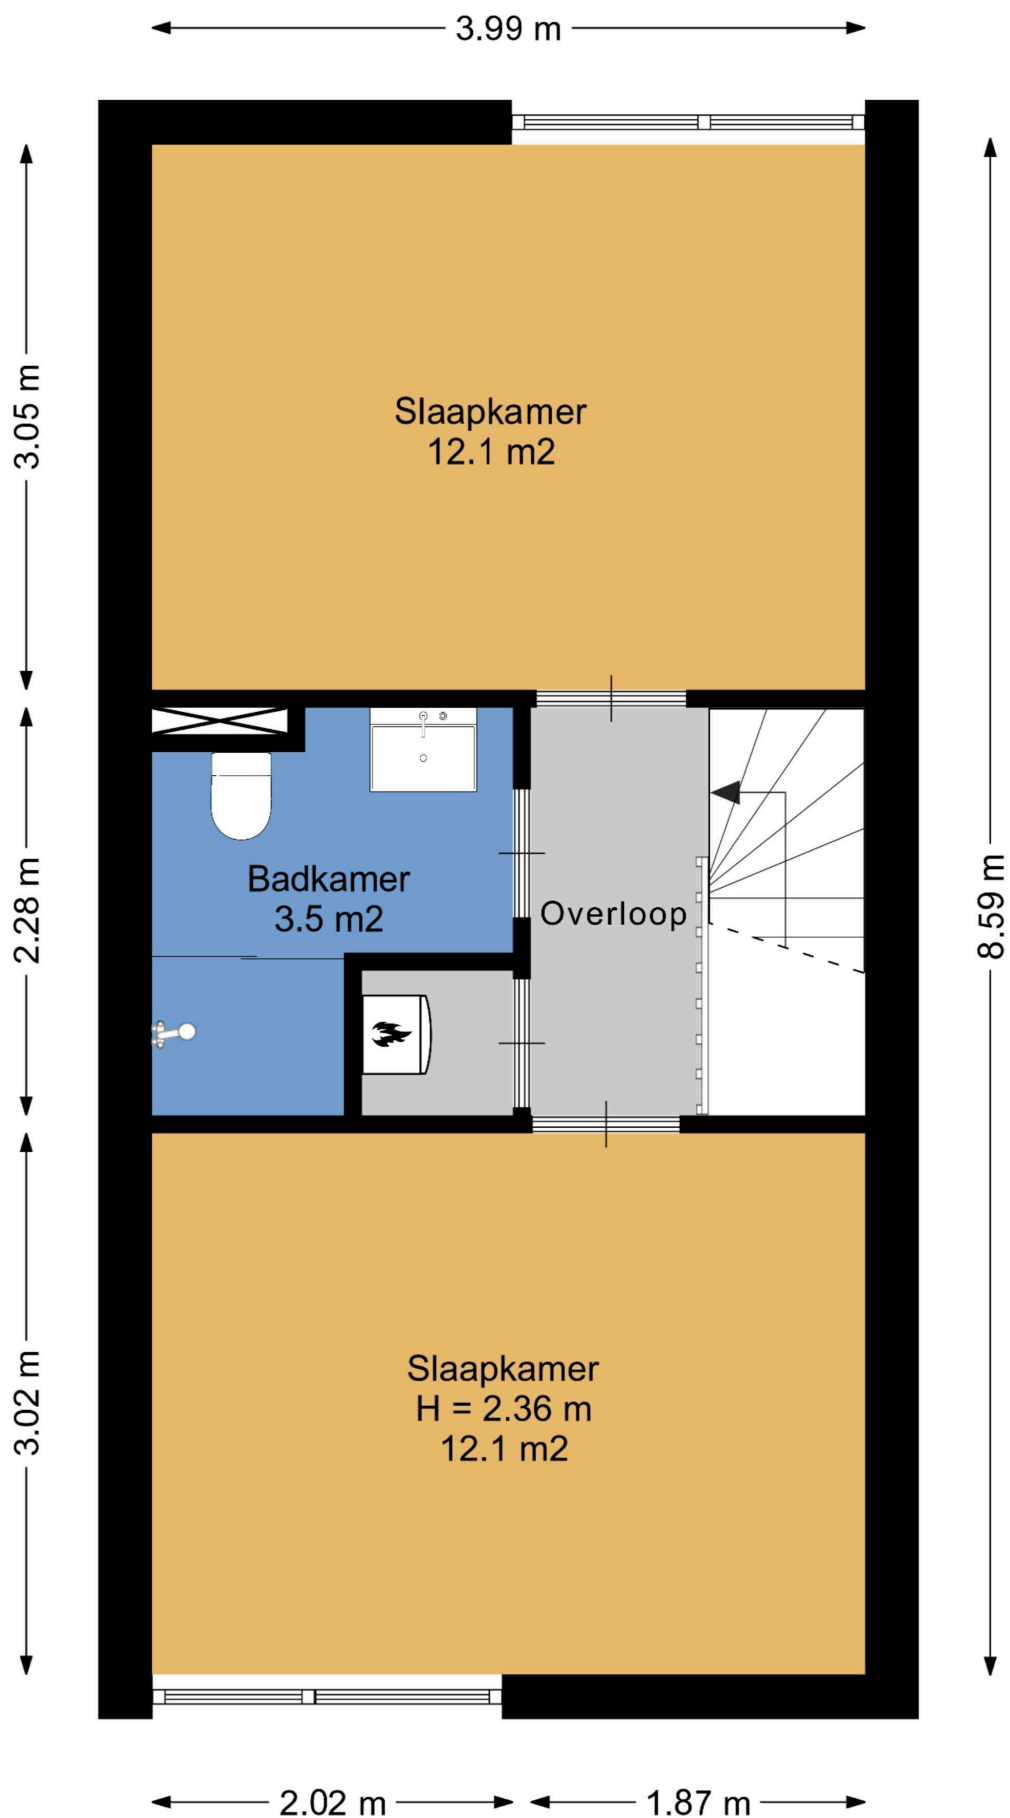 3.99 m
3.05 m
Slaapkamer
12.1 m2
2.28 m
Badkamer
3.5 m2
Overloop
8.59 m
3.02 m
Slaapkamer
H = 2.36 m
12.1 m2
2.02 m
1.87 m